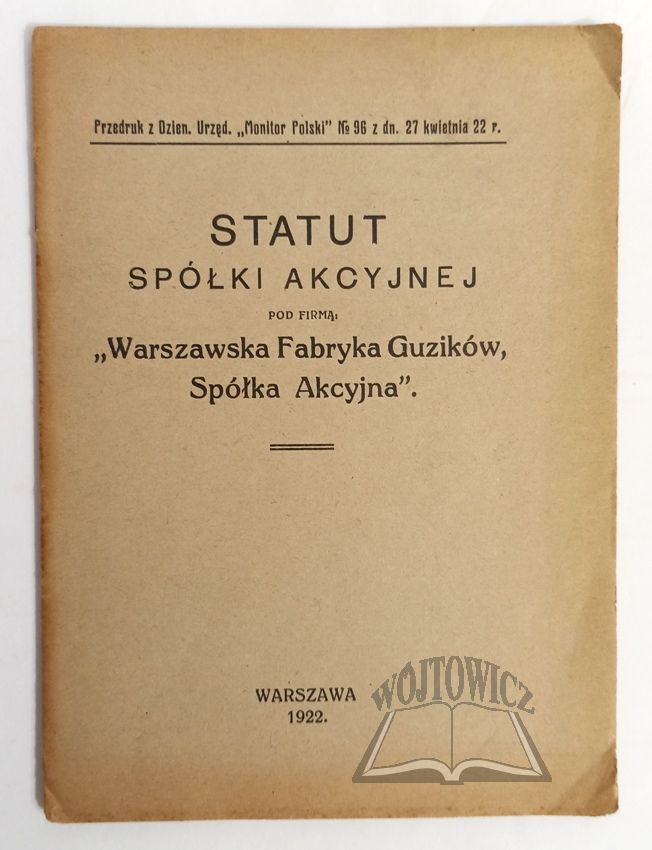 Przedruk z Dzien. Urzęd. „Monitor Polski” № 96 z dn. 27 kwietnia 22 r.
STATUT
SPÓŁKI AKCYJNEJ
POD FIRMĄ:
„Warszawska Fabryka Guzików,
Spółka Akcyjna”.
WARSZAWA
1922.
WÓJTOWICZ